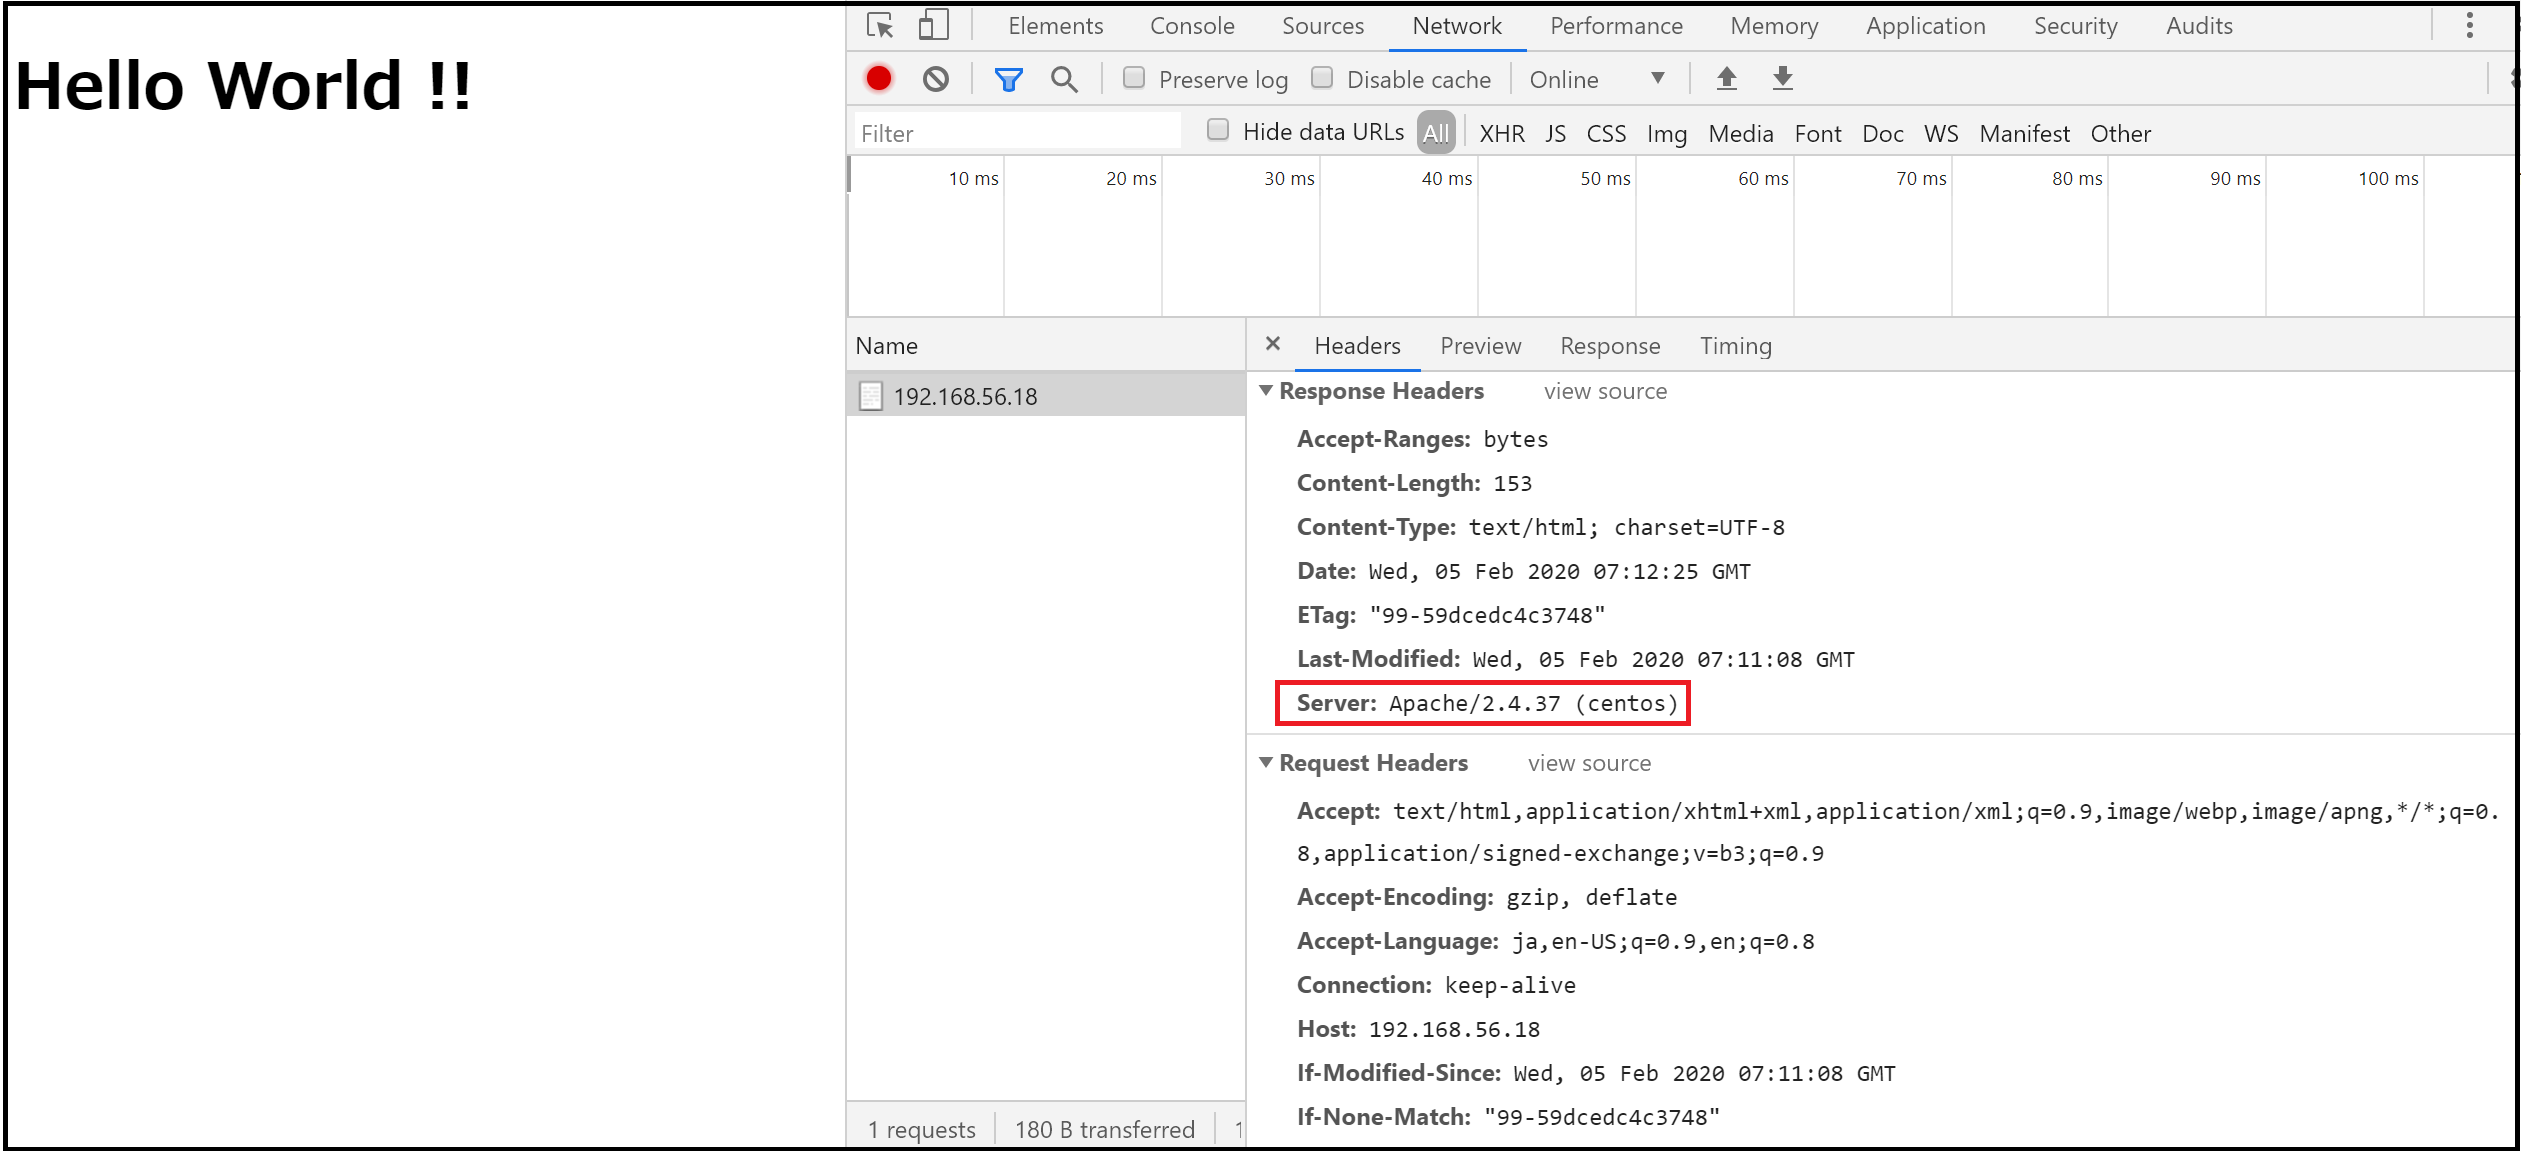 Hello World !!
Elements Console Sources Network Performance Memory Application Security Audits
Preserve log Disable cache Online
Filter Hide data URLs All XHR JS CSS Img Media Font Doc WS Manifest Other
10 ms 20 ms 30 ms 40 ms 50 ms 60 ms 70 ms 80 ms 90 ms 100 ms
Name
192.168.56.18
1 requests 180 B transferred
× Headers Preview Response Timing
Response Headers view source
Accept-Ranges: bytes
Content-Length: 153
Content-Type: text/html; charset=UTF-8
Date: Wed, 05 Feb 2020 07:12:25 GMT
ETag: "99-59dcedc4c3748"
Last-Modified: Wed, 05 Feb 2020 07:11:08 GMT
Server: Apache/2.4.37 (centos)
Request Headers view source
Accept: text/html,application/xhtml+xml,application/xml;q=0.9,image/webp,image/apng,*/*;q=0.
8,application/signed-exchange;v=b3;q=0.9
Accept-Encoding: gzip, deflate
Accept-Language: ja,en-US;q=0.9,en;q=0.8
Connection: keep-alive
Host: 192.168.56.18
If-Modified-Since: Wed, 05 Feb 2020 07:11:08 GMT
If-None-Match: "99-59dcedc4c3748"